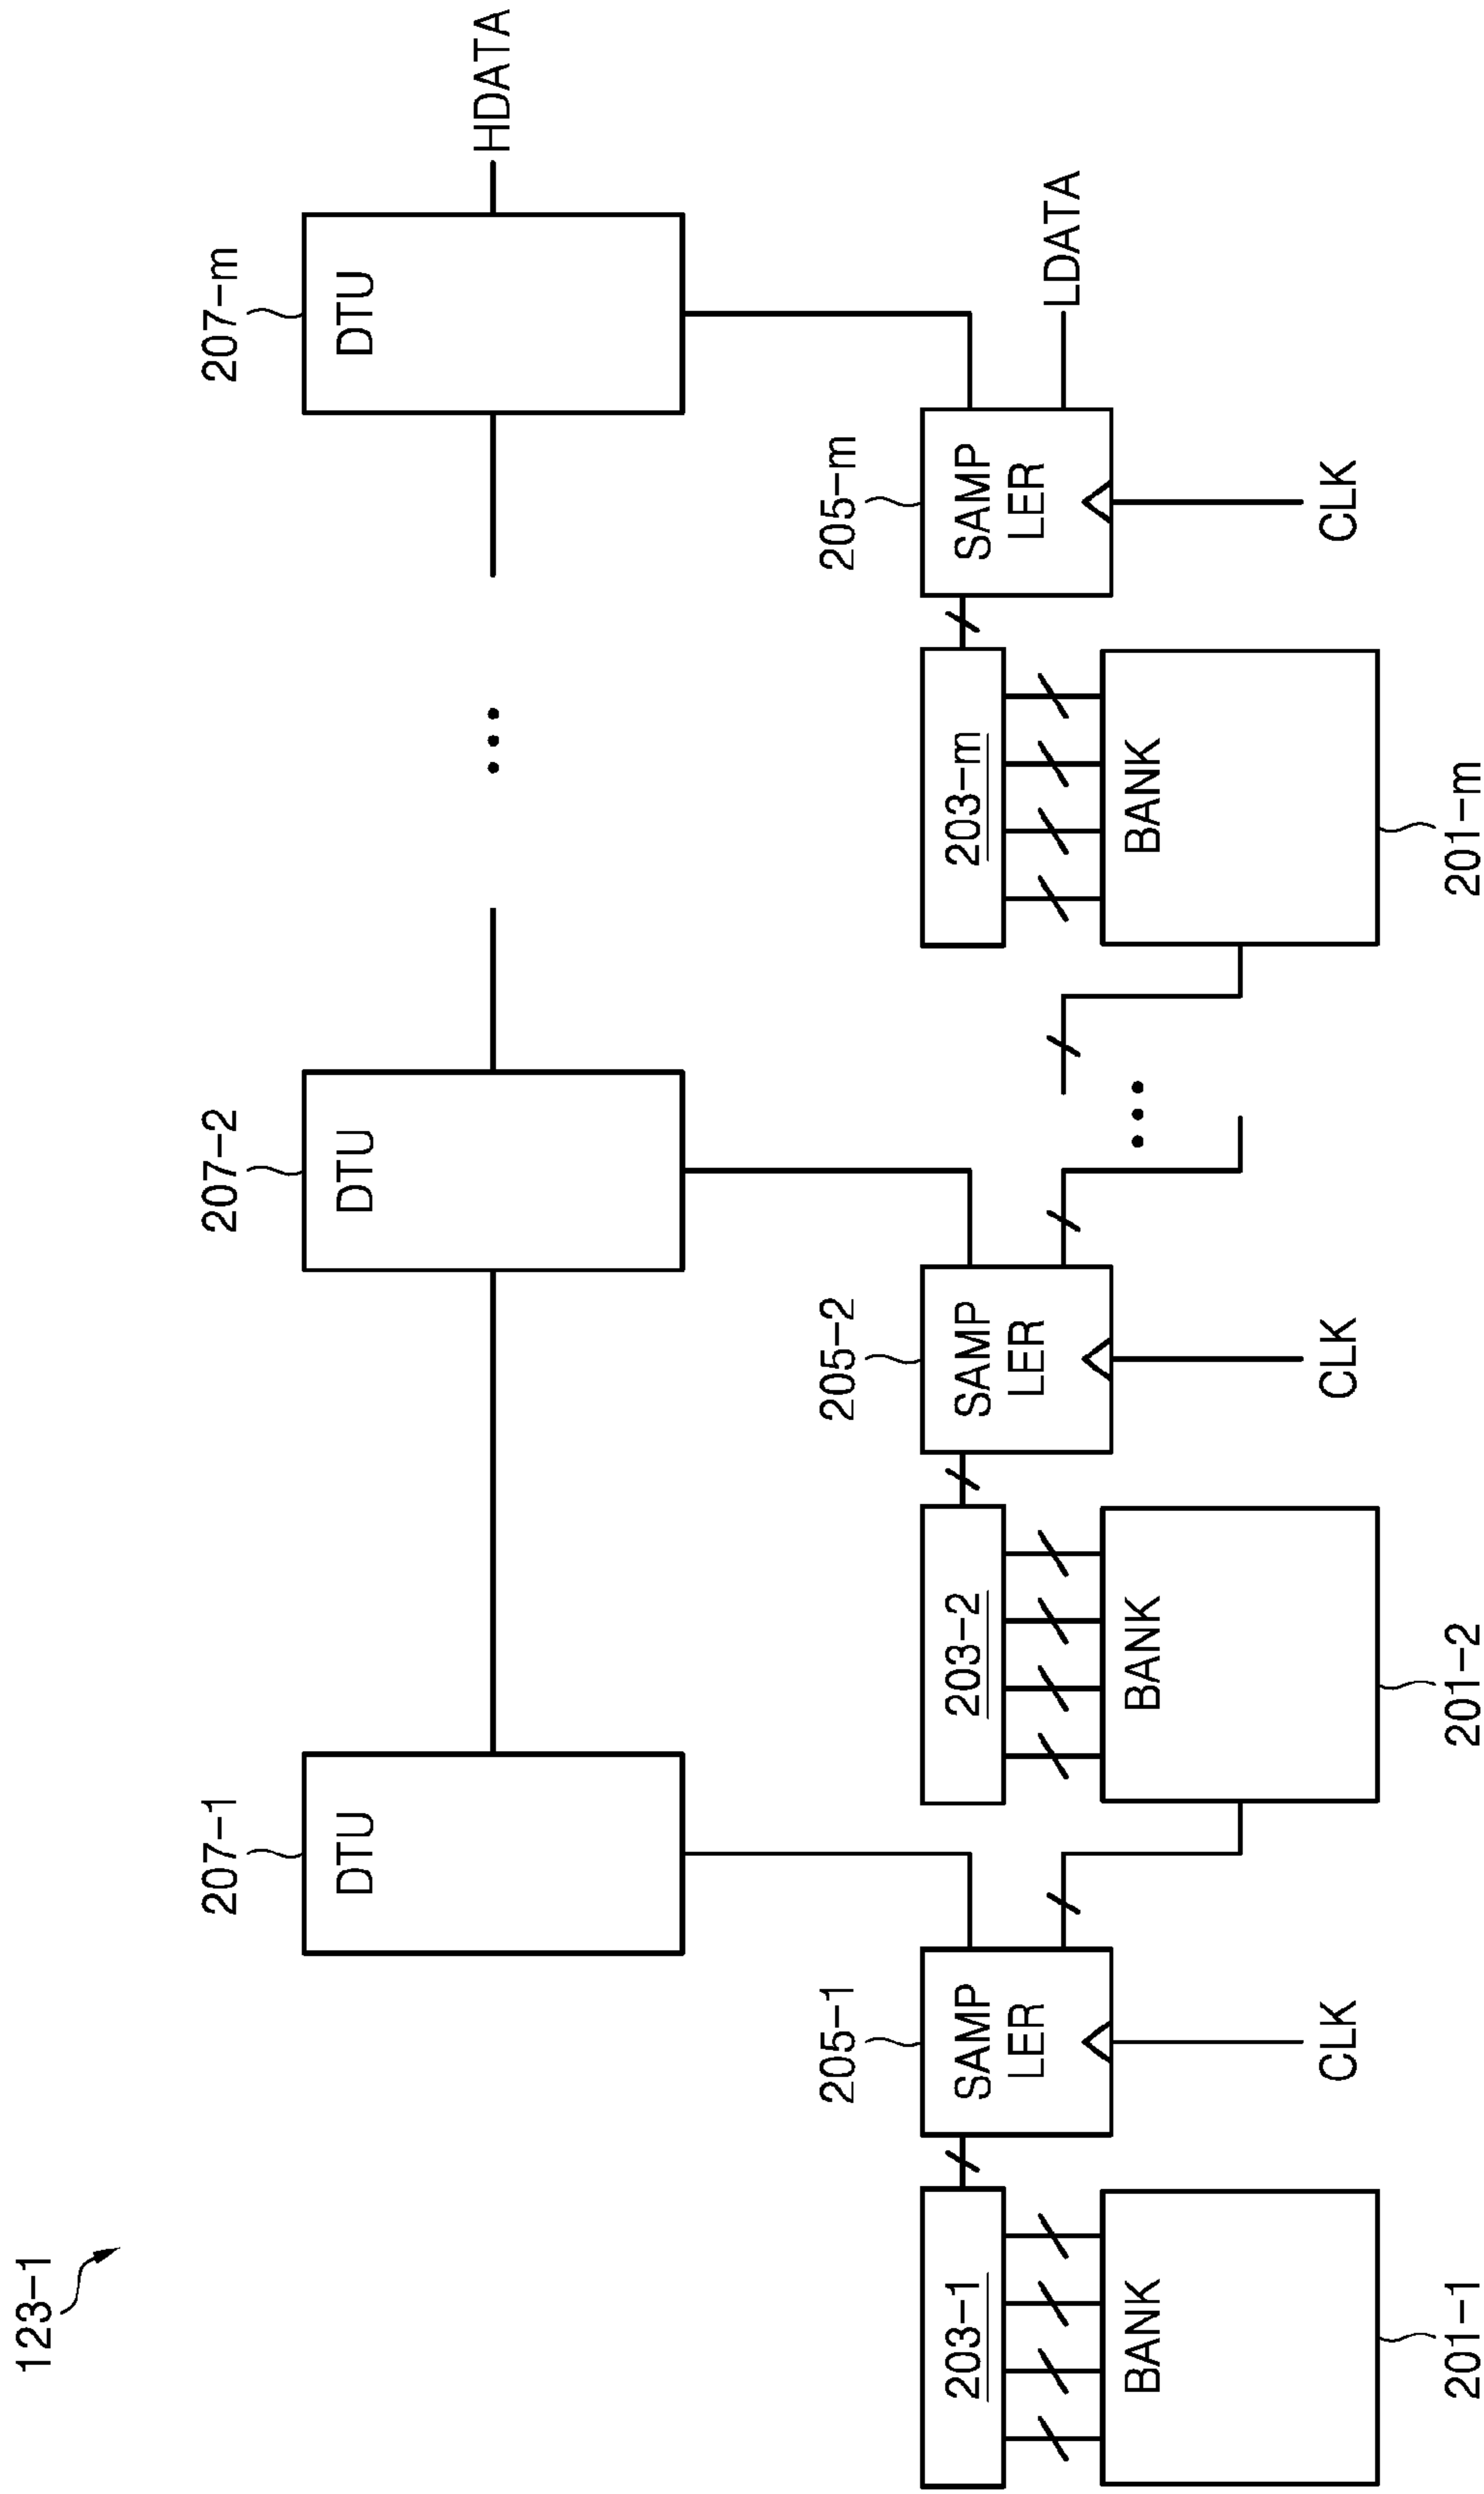 123-1
207-1
207-2
207-m
DTU
DTU
DTU
HDATA
205-1
205-2
205-m
203-1
SAMP
LER
203-2
SAMP
LER
203-m
SAMP
LER
LDATA
BANK
BANK
BANK
CLK
CLK
CLK
201-1
201-2
201-m